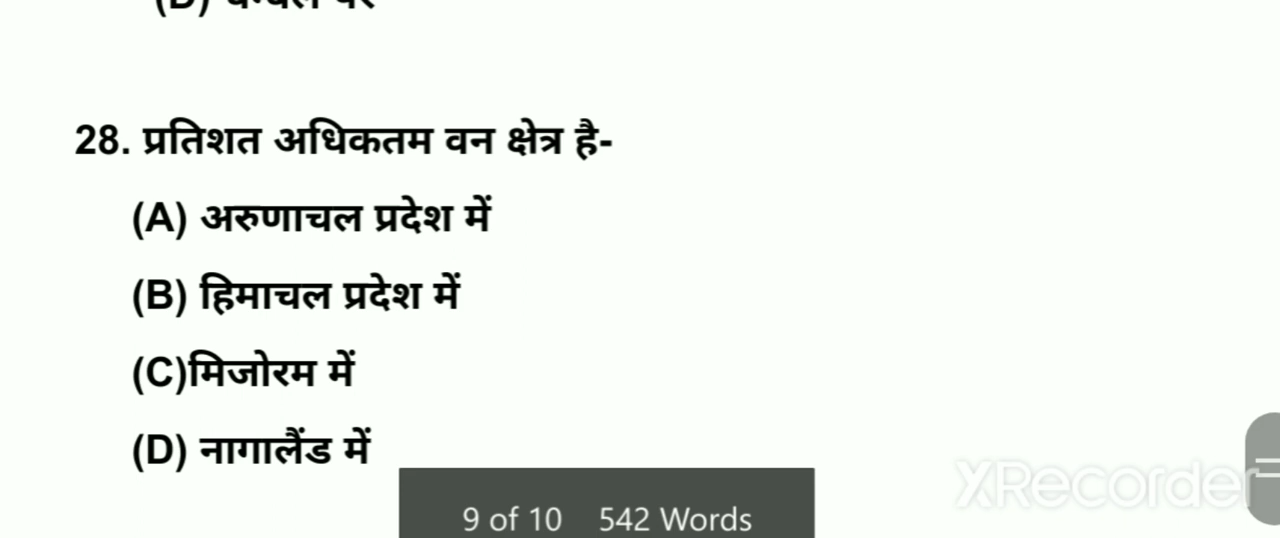 28. प्रतिशत अधिकतम वन क्षेत्र है-
(A) अरुणाचल प्रदेश में
(B) हिमाचल प्रदेश में
(C)मिजोरम में
(D) नागालैंड में
XRecorder
9 of 10 542 Words